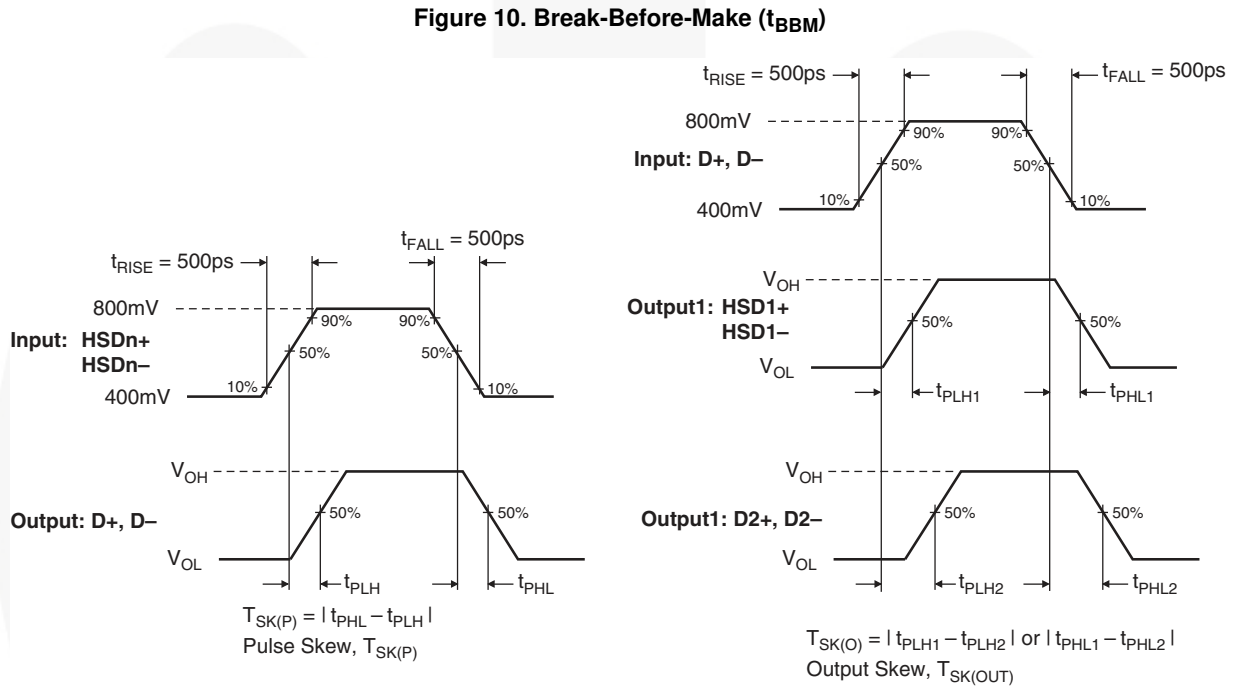 Figure 10. Break-Before-Make (tBBM)
tRISE = 500ps
tFALL = 500ps
800mV
90%
90%
Input: HSDn+
HSDn–
50%
50%
10%
10%
400mV
VOH
Output: D+, D–
50%
50%
VOL
tPLH
tPHL
TSK(P) = | tPHL – tPLH |
Pulse Skew, TSK(P)
tRISE = 500ps
tFALL = 500ps
800mV
90%
90%
Input: D+, D–
50%
50%
10%
10%
400mV
VOH
Output1: HSD1+
HSD1–
50%
50%
VOL
tPLH1
tPHL1
VOH
Output1: D2+, D2–
50%
50%
VOL
tPLH2
tPHL2
TSK(O) = | tPLH1 – tPLH2 | or | tPHL1 – tPHL2 |
Output Skew, TSK(OUT)